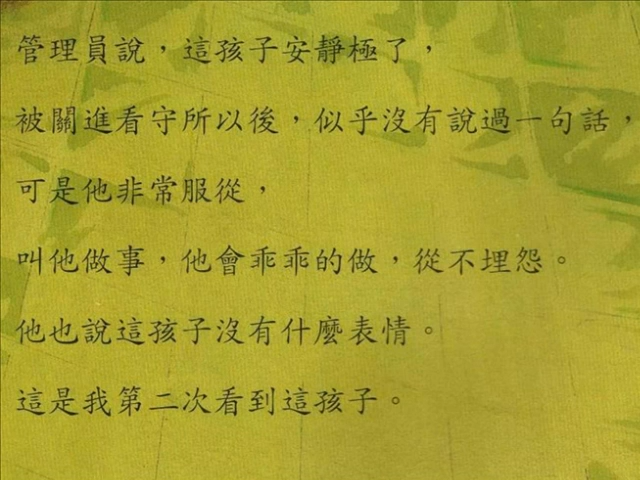 管理員說，這孩子安靜極了，
被關進看守所以後，似乎沒有說過一句話，
可是他非常服從，
叫他做事，他會乖乖的做，從不埋怨。
他也說這孩子沒有什麼表情。
這是我第二次看到這孩子。